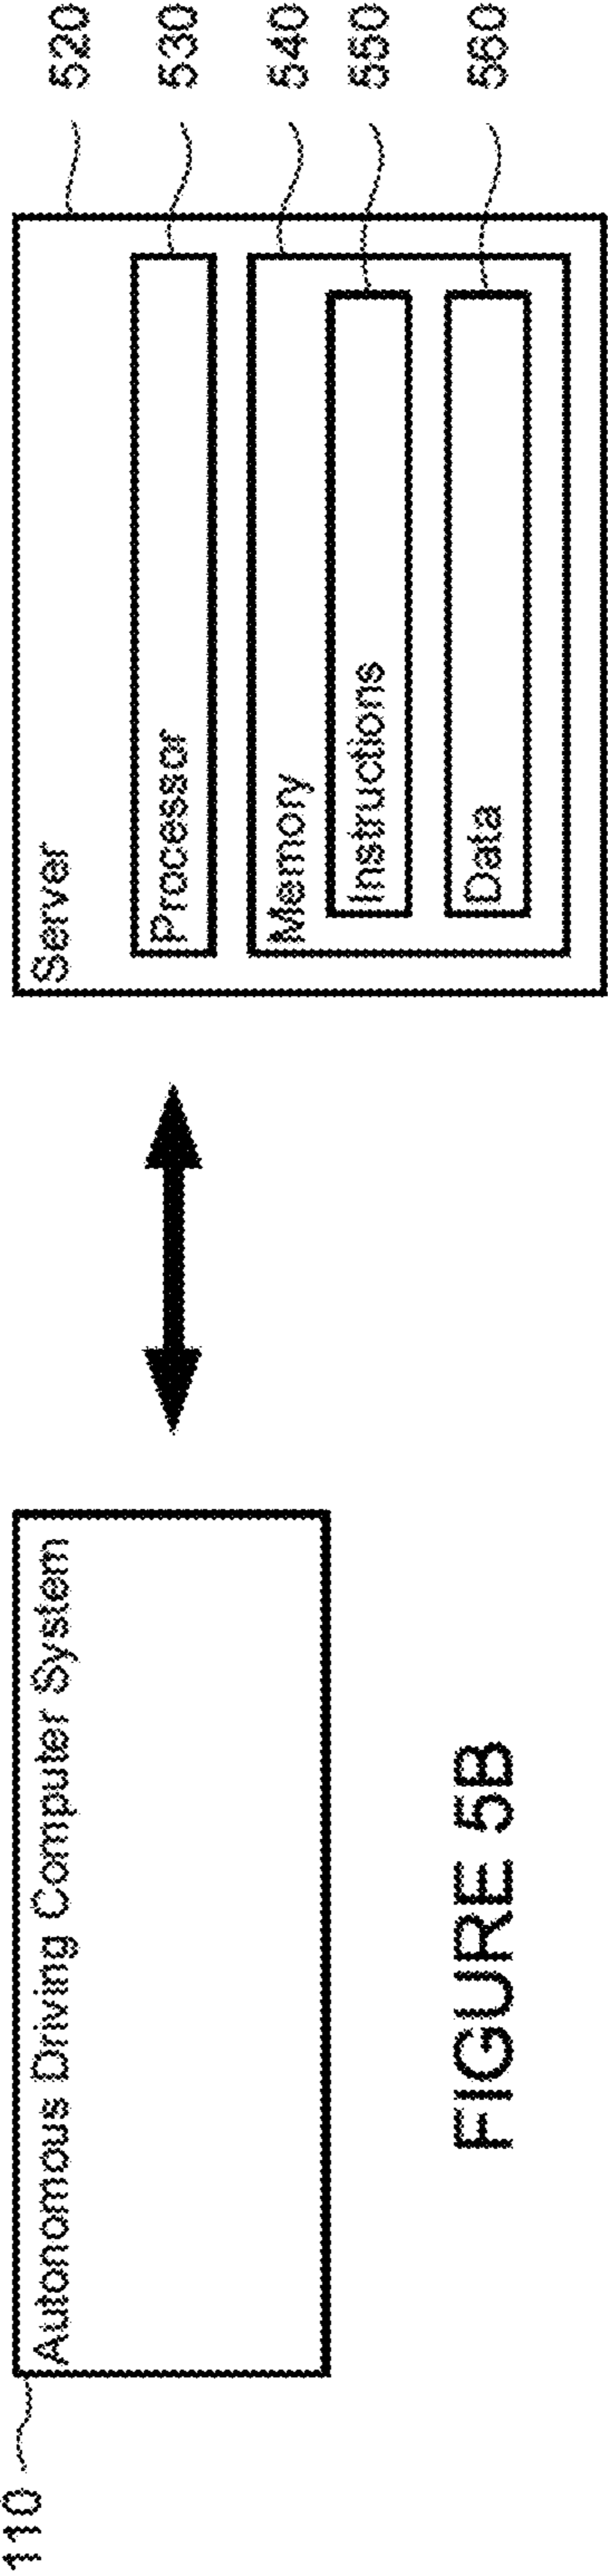 110
Autonomous Driving Computer System
Server
520
Processor
530
Memory
540
Instructions
550
Data
560
FIGURE 5B